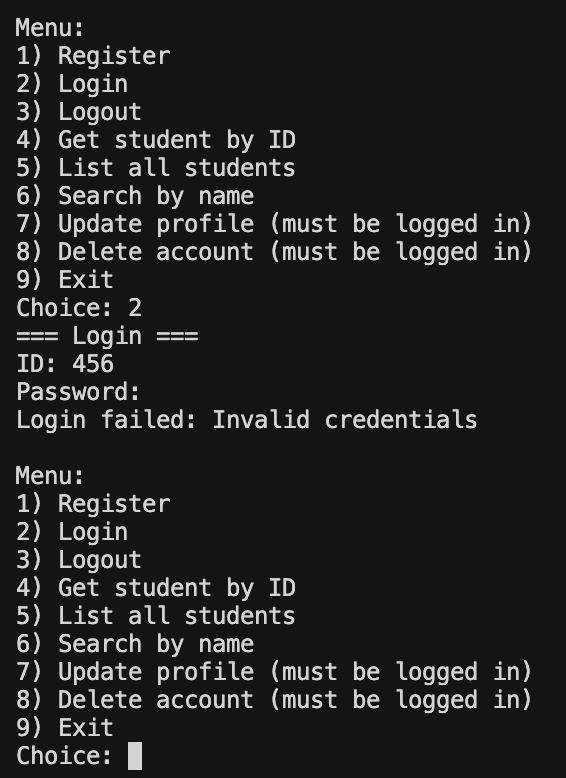 Menu:
1) Register
2) Login
3) Logout
4) Get student by ID
5) List all students
6) Search by name
7) Update profile (must be logged in)
8) Delete account (must be logged in)
9) Exit
Choice: 2
=== Login ===
ID: 456
Password:
Login failed: Invalid credentials

Menu:
1) Register
2) Login
3) Logout
4) Get student by ID
5) List all students
6) Search by name
7) Update profile (must be logged in)
8) Delete account (must be logged in)
9) Exit
Choice: